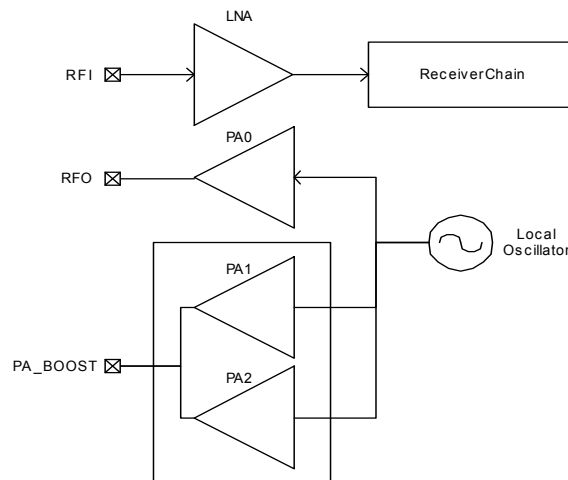 LNA
RFI
ReceiverChain
PA0
RFO
Local
Oscillator
PA1
PA_BOOST
PA2